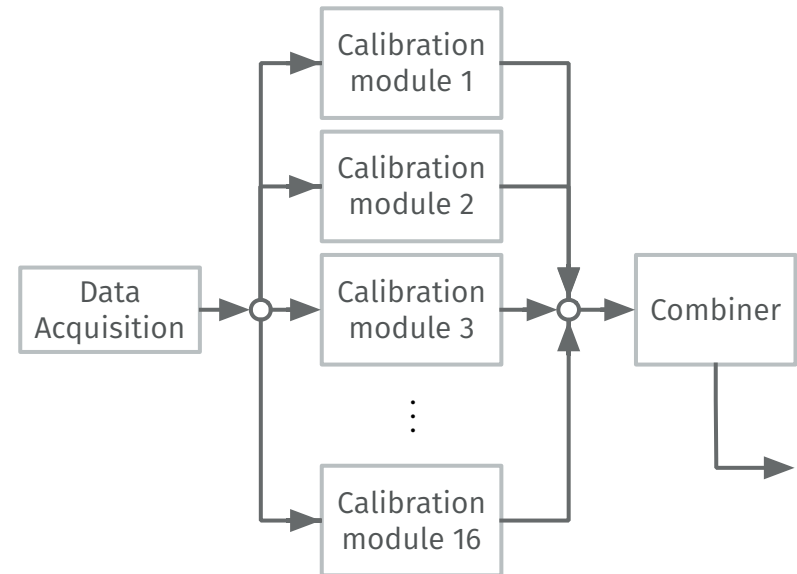 Calibration
module 1
Calibration
module 2
Data
Acquisition
Calibration
module 3
Combiner
⋮
Calibration
module 16